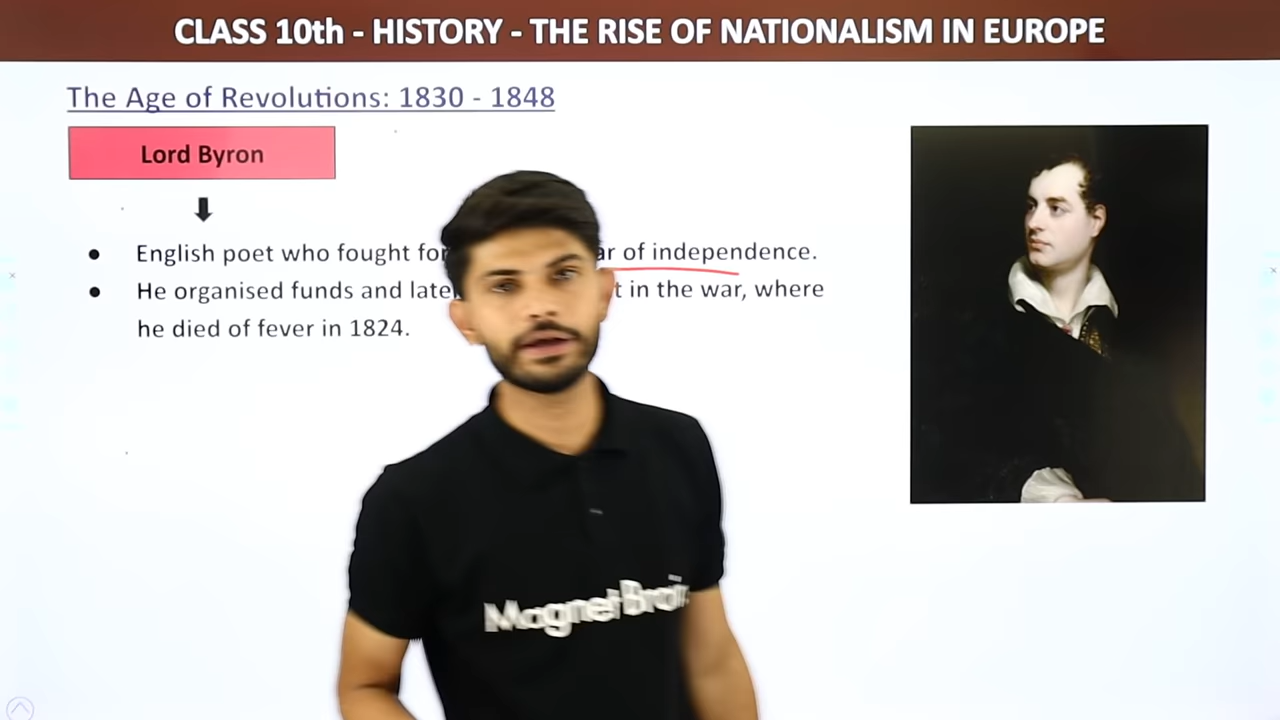 CLASS 10th - HISTORY - THE RISE OF NATIONALISM IN EUROPE
The Age of Revolutions: 1830 - 1848
Lord Byron
● English poet who fought for of independence.
● He organised funds and in the war, where
he died of fever in 1824.
MagnetBrain